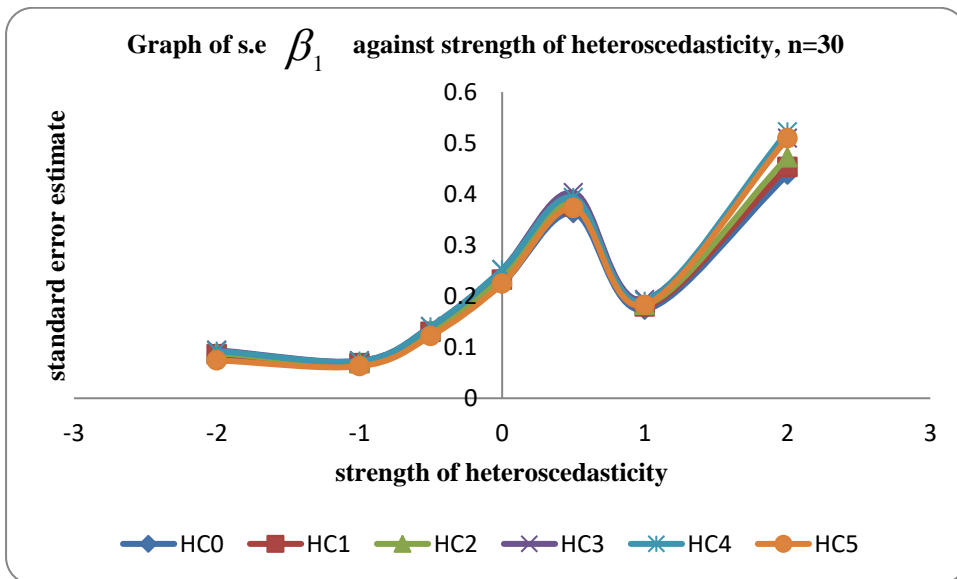 Graph of s.e β₁ against strength of heteroscedasticity, n=30
standard error estimate
0.6
0.5
0.4
0.3
0.2
0.1
0
-3 -2 -1 0 1 2 3
strength of heteroscedasticity
HC0 HC1 HC2 HC3 HC4 HC5